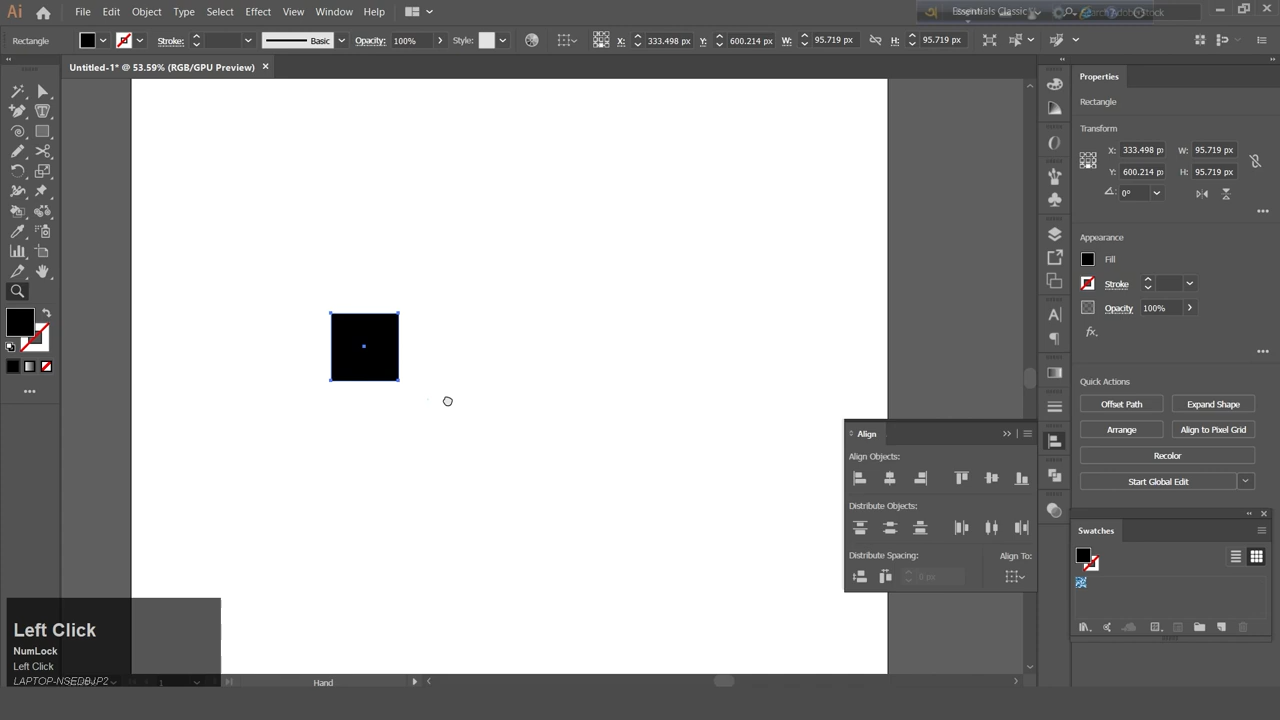 Ai File Edit Object Type Select Effect View Window Help Essentials Classic
Rectangle Stroke: Basic Opacity: 100% Style: X: 333.498 px Y: 600.214 px W: 95.719 px H: 95.719 px
Untitled-1* @ 53.59% (RGB/GPU Preview) ×
Properties
Rectangle
Transform
X: 333.498 p W: 95.719 px
Y: 600.214 p H: 95.719 px
0°
Appearance
Fill
Stroke
Opacity 100%
fx.
Quick Actions
Offset Path Expand Shape
Arrange Align to Pixel Grid
Recolor
Start Global Edit
Align
Align Objects:
Distribute Objects:
Distribute Spacing: Align To:
0 px
Swatches
Left Click
NumLock
Left Click
LAPTOP-NSEDBJP2
1 Hand